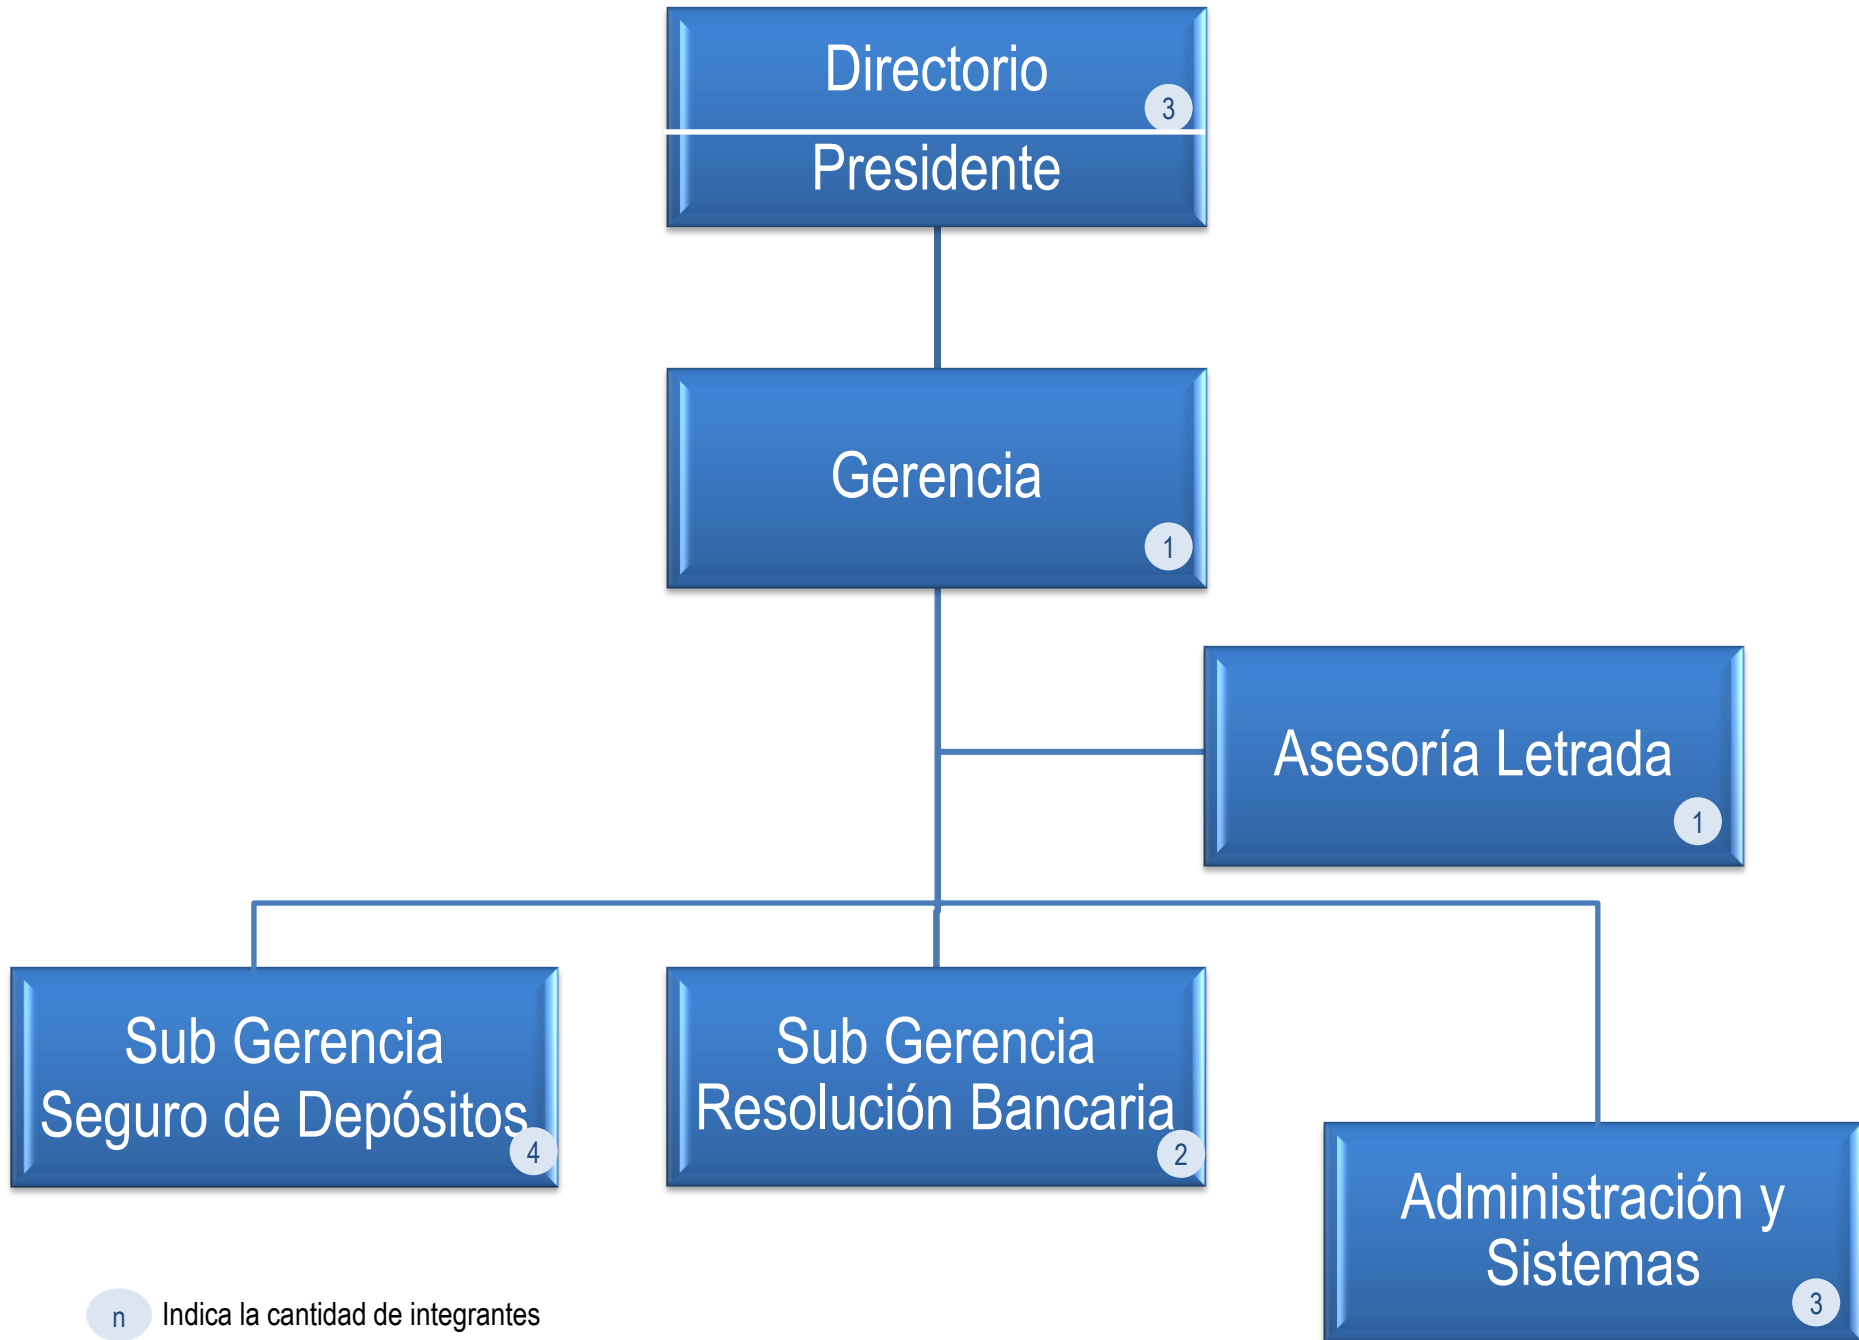 Directorio
3
Presidente
Gerencia
1
Asesoría Letrada
1
Sub Gerencia
Seguro de Depósitos
4
Sub Gerencia
Resolución Bancaria
2
Administración y
Sistemas
3
n Indica la cantidad de integrantes